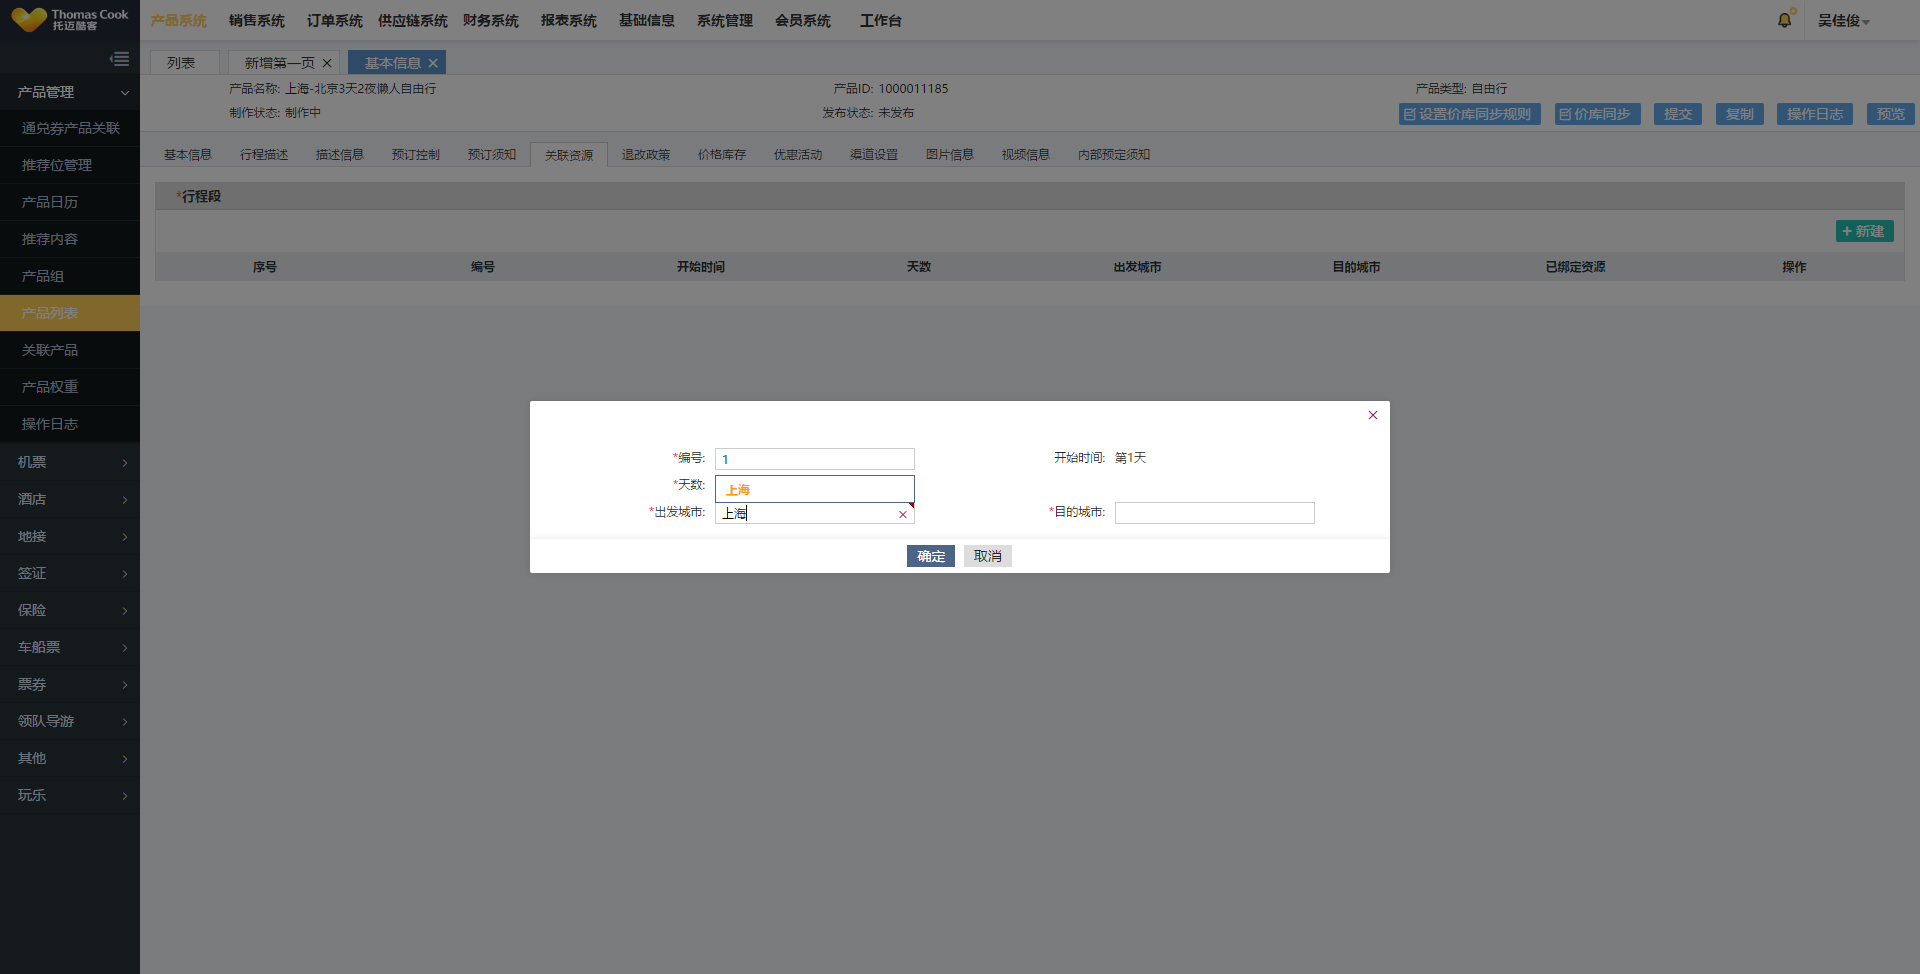 Thomas Cook
托迈酷客
产品系统 销售系统 订单系统 供应链系统 财务系统 报表系统 基础信息 系统管理 会员系统 工作台
吴佳俊
列表 新增第一页 基本信息
产品名称: 上海-北京3天2夜懒人自由行 产品ID: 1000011185 产品类型: 自由行
制作状态: 制作中 发布状态: 未发布
设置价库同步规则 价库同步 提交 复制 操作日志 预览
基本信息 行程描述 描述信息 预订控制 预订须知 关联资源 退改政策 价格库存 优惠活动 渠道设置 图片信息 视频信息 内部预定须知
*行程段
+ 新建
序号 编号 开始时间 天数 出发城市 目的城市 已绑定资源 操作
产品管理
通兑券产品关联
推荐位管理
产品日历
推荐内容
产品组
产品列表
关联产品
产品权重
操作日志
机票
酒店
地接
签证
保险
车船票
票券
领队导游
其他
玩乐
*编号: 1 开始时间: 第1天
*天数:
上海
*出发城市: 上海 *目的城市:
确定 取消